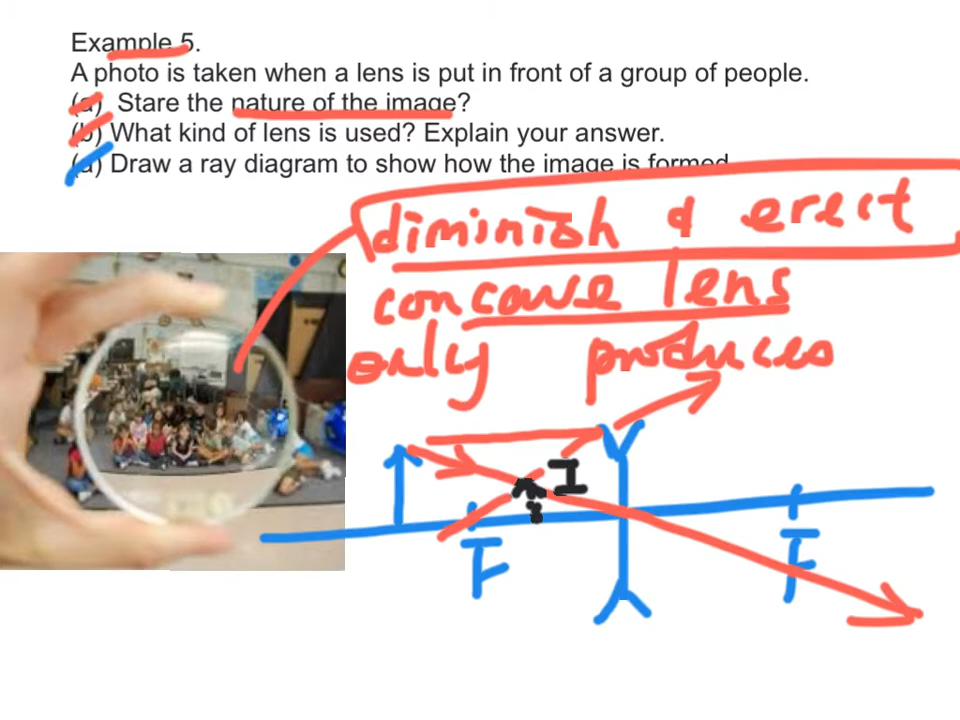 Example 5.
A photo is taken when a lens is put in front of a group of people.
(a) Stare the nature of the image?
(b) What kind of lens is used? Explain your answer.
(d) Draw a ray diagram to show how the image is formed
diminish & erect
concave lens
only produces
I
F
F